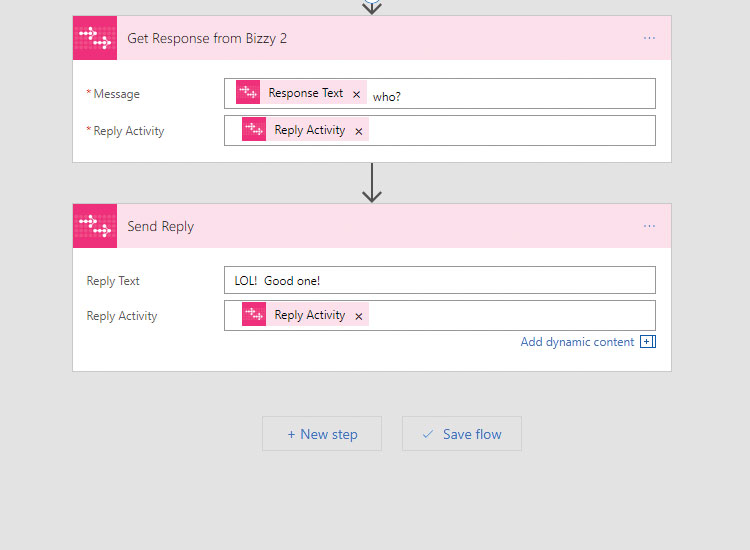 Get Response from Bizzy 2
...
* Message Response Text × who?
* Reply Activity Reply Activity ×
Send Reply
...
Reply Text LOL!  Good one!
Reply Activity Reply Activity ×
Add dynamic content +
+ New step
Save flow